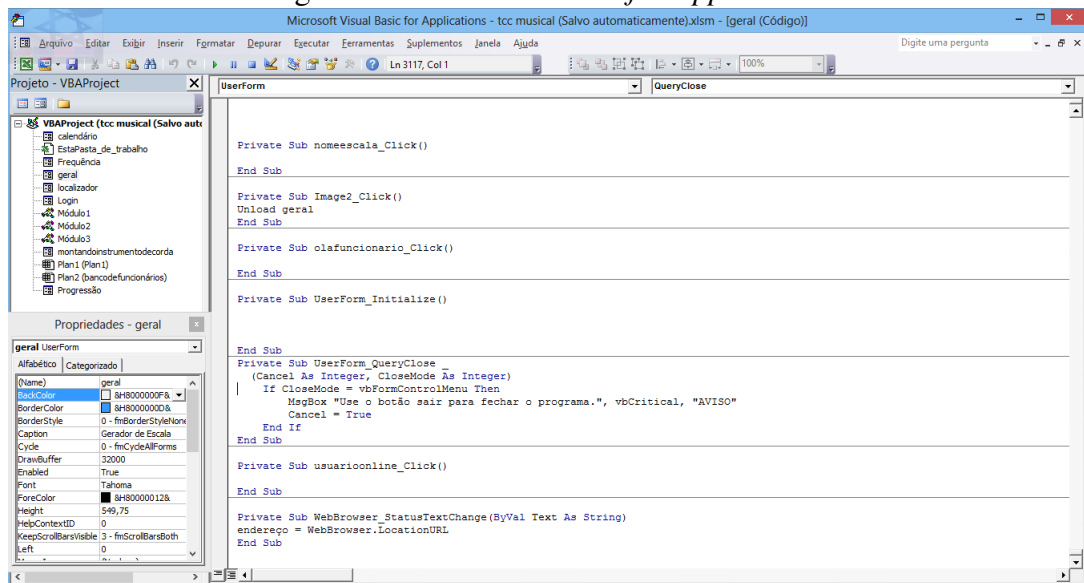 Microsoft Visual Basic for Applications - tcc musical (Salvo automaticamente).xlsm - [geral (Código)]
Arquivo Editar Exibir Inserir Formatar Depurar Executar Ferramentas Suplementos Janela Ajuda
Digite uma pergunta
Ln 3117, Col 1
100%
Projeto - VBAProject
VBAProject (tcc musical (Salvo auto
calendário
EstaPasta_de_trabalho
Frequência
geral
localizador
Login
Módulo1
Módulo2
Módulo3
montandoinstrumentodecorda
Plan1 (Plan1)
Plan2 (bancodefuncionários)
Progressão
Propriedades - geral
geral UserForm
Alfabético Categorizado
(Name) geral
BackColor &H8000000F&
BorderColor &H8000000D&
BorderStyle 0 - fmBorderStyleNone
Caption Gerador de Escala
Cycle 0 - fmCycleAllForms
DrawBuffer 32000
Enabled True
Font Tahoma
ForeColor &H80000012&
Height 549,75
HelpContextID 0
KeepScrollBarsVisible 3 - fmScrollBarsBoth
Left 0
UserForm
QueryClose
Private Sub nomeescala_Click()
End Sub
Private Sub Image2_Click()
Unload geral
End Sub
Private Sub olafuncionario_Click()
End Sub
Private Sub UserForm_Initialize()
End Sub
Private Sub UserForm_QueryClose _
(Cancel As Integer, CloseMode As Integer)
If CloseMode = vbFormControlMenu Then
MsgBox "Use o botão sair para fechar o programa.", vbCritical, "AVISO"
Cancel = True
End If
End Sub
Private Sub usuarioonline_Click()
End Sub
Private Sub WebBrowser_StatusTextChange(ByVal Text As String)
endereço = WebBrowser.LocationURL
End Sub